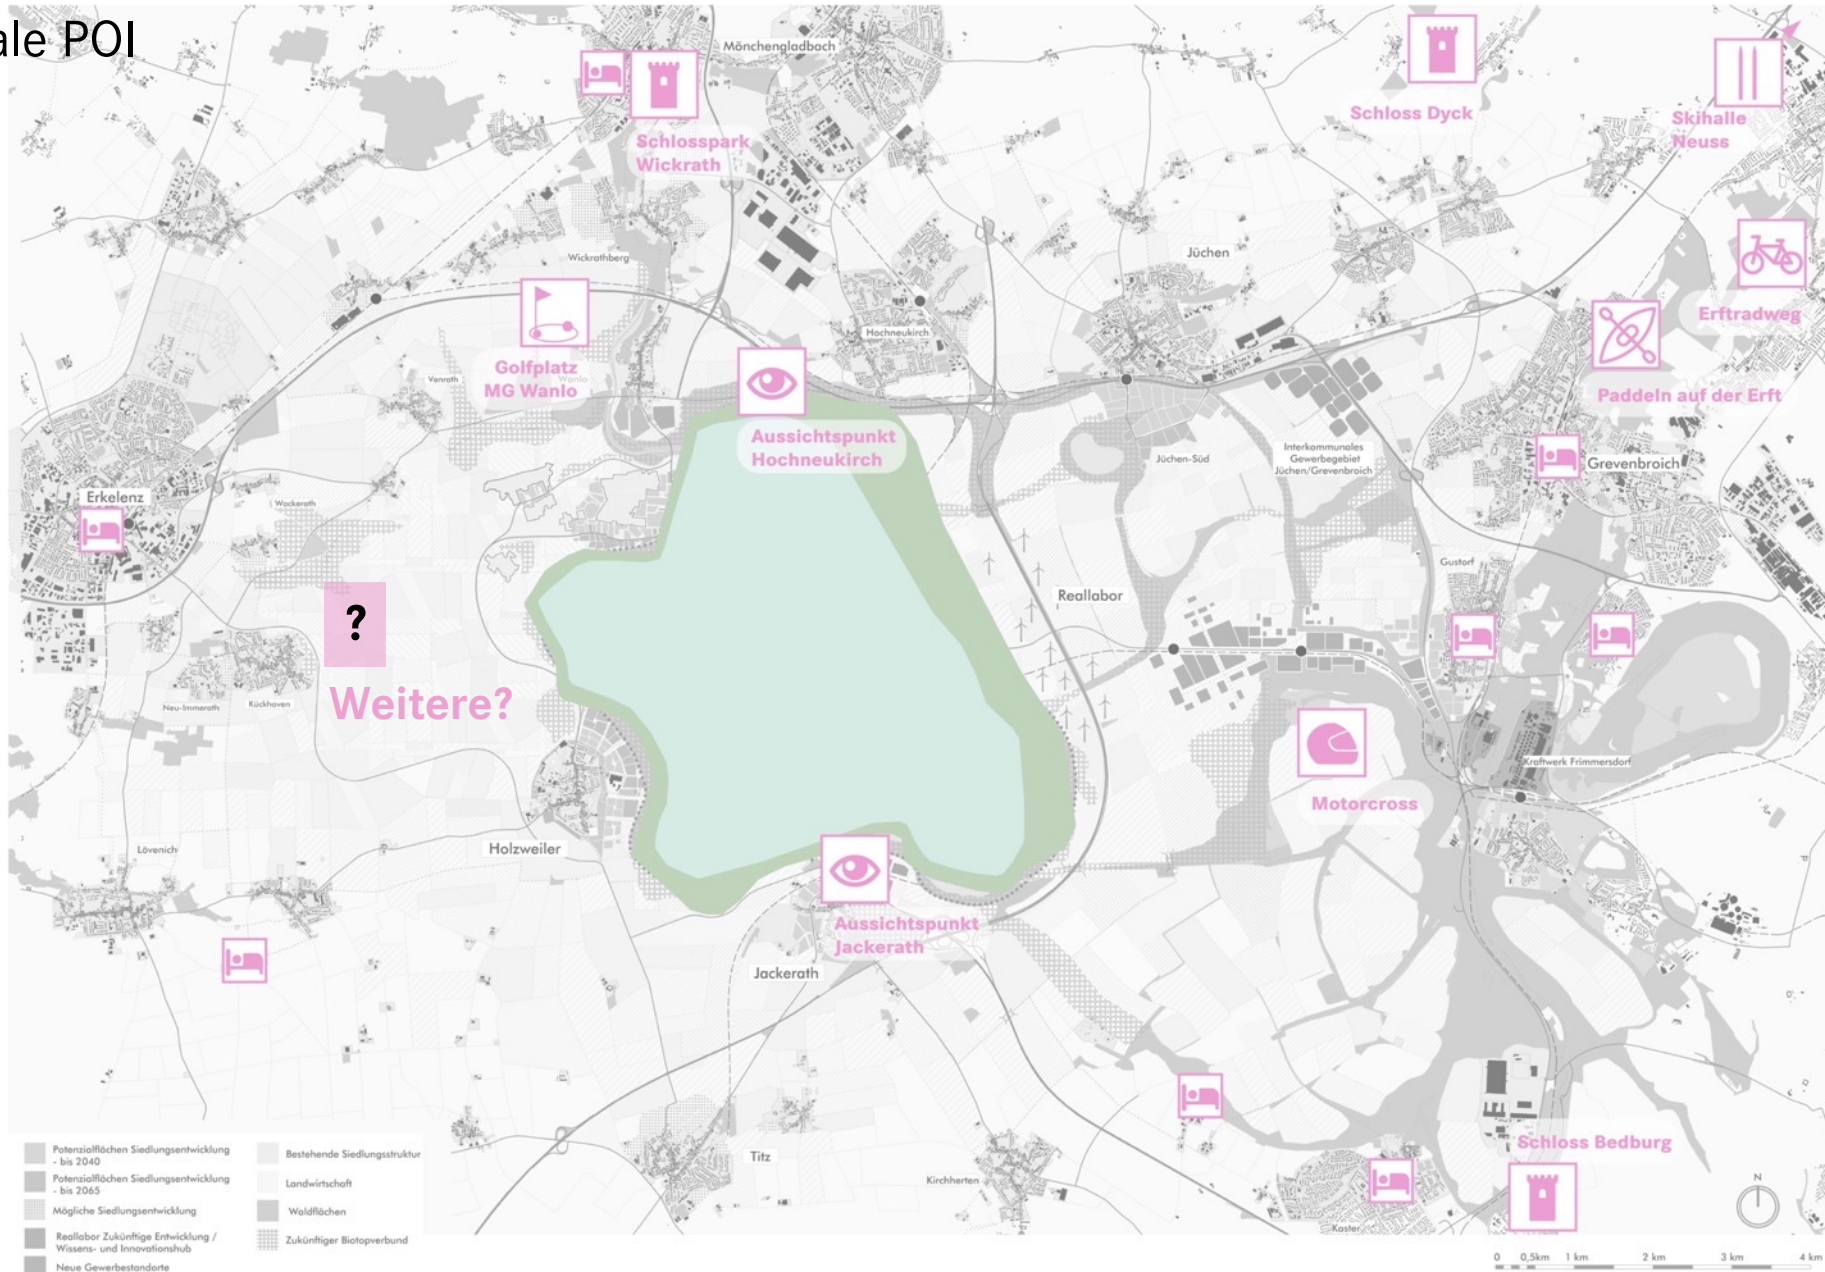 ale POI
Mönchengladbach
Schlosspark
Wickrath
Schloss Dyck
Skihalle
Neuss
Wickrathberg
Jüchen
Erftradweg
Hochneukirch
Golfplatz
MG Wanlo
Venrath
Wanlo
Paddeln auf der Erft
Aussichtspunkt
Hochneukirch
Jüchen-Süd
Interkommunales
Gewerbegebiet
Jüchen/Grevenbroich
Grevenbroich
Erkelenz
Wockerath
Gustorf
Reallabor
?
Weitere?
Neu-Immerath
Kückhoven
Kraftwerk Frimmersdorf
Motorcross
Holzweiler
Lövenich
Aussichtspunkt
Jackerath
Jackerath
Schloss Bedburg
Titz
Kirchherten
Kaster
N
Potenzialflächen Siedlungsentwicklung
- bis 2040
Potenzialflächen Siedlungsentwicklung
- bis 2065
Mögliche Siedlungsentwicklung
Reallabor Zukünftige Entwicklung /
Wissens- und Innovationshub
Neue Gewerbestandorte
Bestehende Siedlungsstruktur
Landwirtschaft
Waldflächen
Zukünftiger Biotopverbund
0 0,5km 1 km 2 km 3 km 4 km